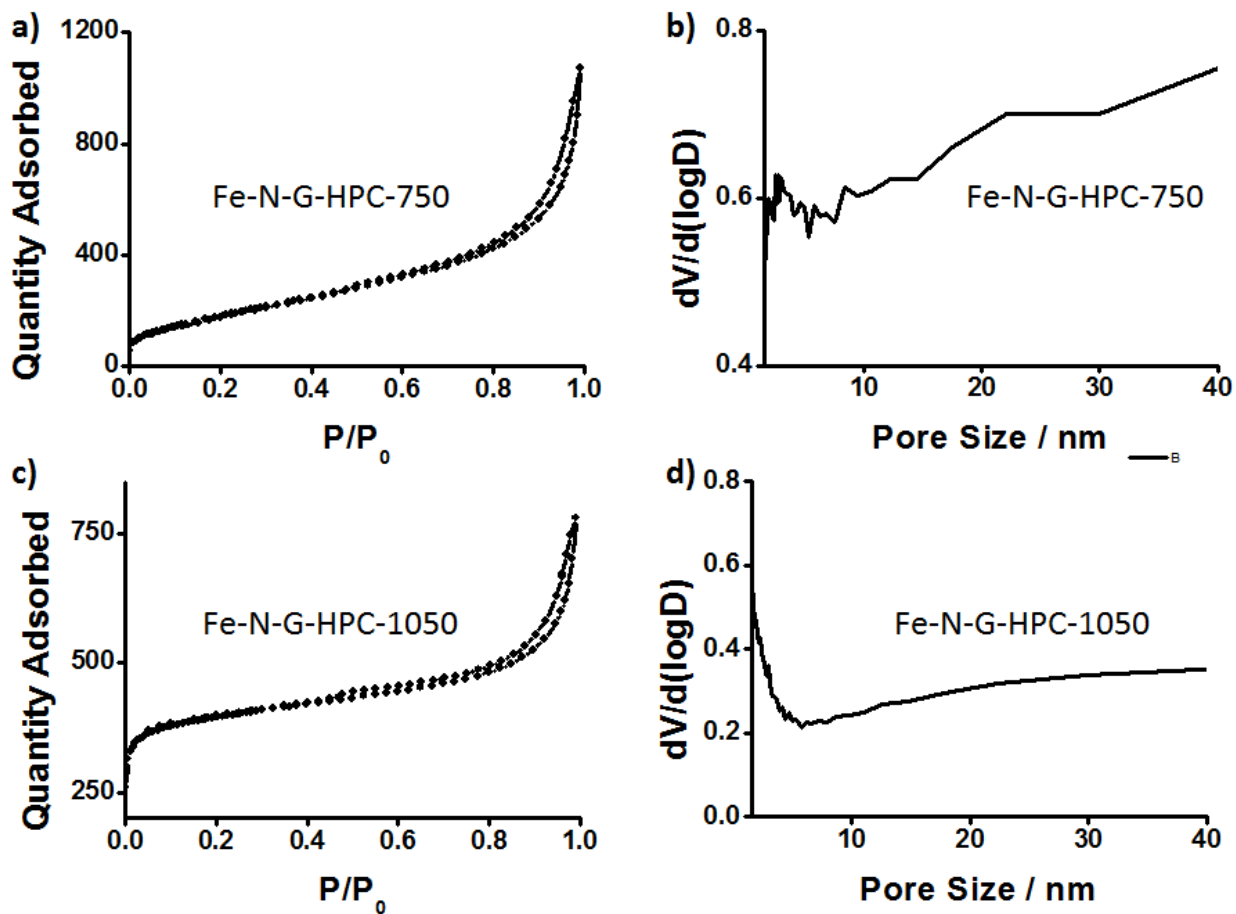 a)
Quantity Adsorbed
1200
800
400
0
Fe-N-G-HPC-750
0.0 0.2 0.4 0.6 0.8 1.0
P/P₀
b)
dV/d(logD)
0.8
0.6
0.4
Fe-N-G-HPC-750
10 20 30 40
Pore Size / nm
B
c)
Quantity Adsorbed
750
500
250
Fe-N-G-HPC-1050
0.0 0.2 0.4 0.6 0.8 1.0
P/P₀
d)
dV/d(logD)
0.8
0.6
0.4
0.2
0.0
Fe-N-G-HPC-1050
10 20 30 40
Pore Size / nm